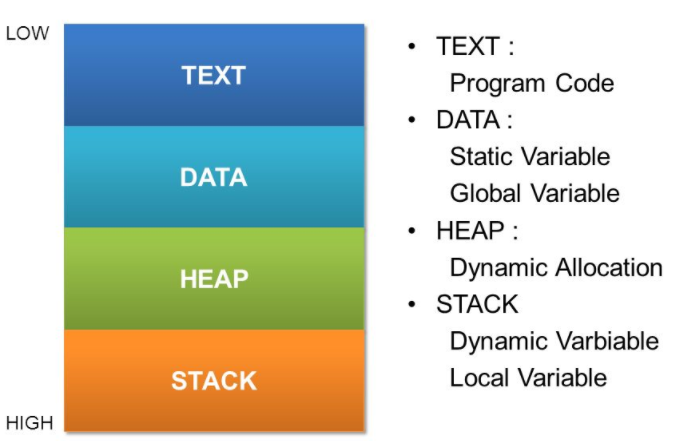 LOW
TEXT
DATA
HEAP
STACK
HIGH
• TEXT :
Program Code
• DATA :
Static Variable
Global Variable
• HEAP :
Dynamic Allocation
• STACK
Dynamic Varbiable
Local Variable